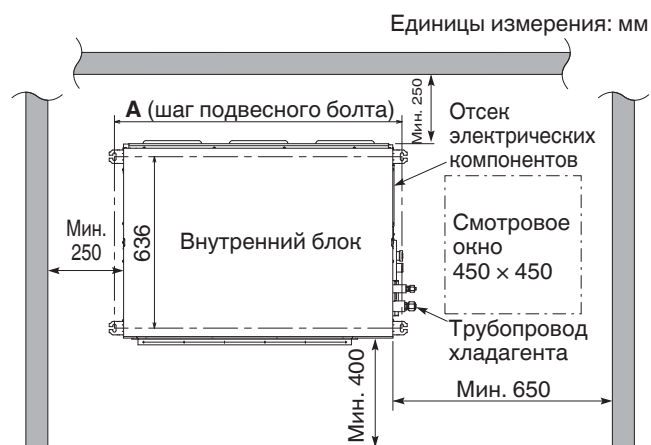 Единицы измерения: мм
А (шаг подвесного болта)
Мин. 250
Отсек
электрических
компонентов
Мин.
250
636
Внутренний блок
Смотровое
окно
450 × 450
Трубопровод
хладагента
Мин. 400
Мин. 650